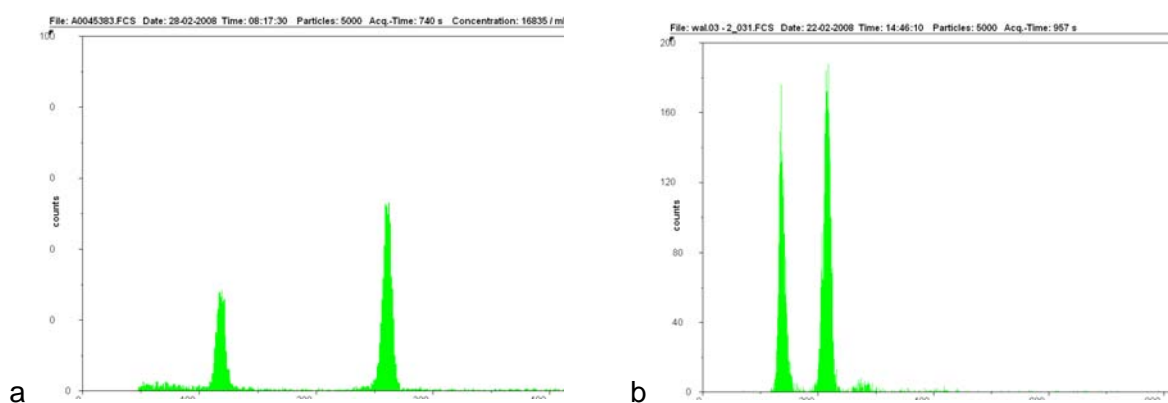 File: A0045383.FCS Date: 28-02-2008 Time: 08:17:30 Particles: 5000 Acq.-Time: 740 s Concentration: 16835 / ml
100
0
0
counts
0
0
0
0
a
File: wal.03 - 2_031.FCS Date: 22-02-2008 Time: 14:46:10 Particles: 5000 Acq.-Time: 957 s
200
160
120
counts
80
40
0
0
b